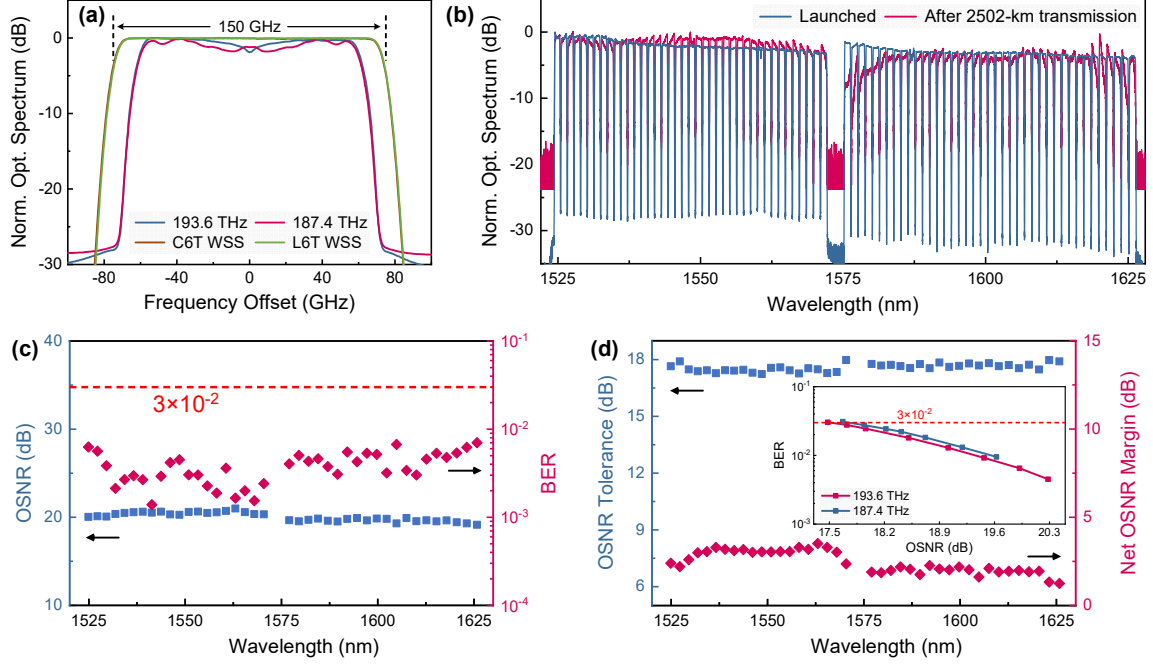 (a)
150 GHz
0
-10
-20
-30
Norm. Opt. Spectrum (dB)
193.6 THz
187.4 THz
C6T WSS
L6T WSS
-80
-40
0
40
80
Frequency Offset (GHz)
(b)
Launched
After 2502-km transmission
0
-10
-20
-30
Norm. Opt. Spectrum (dB)
1525
1550
1575
1600
1625
Wavelength (nm)
(c)
40
35
30
25
20
15
10
OSNR (dB)
3×10-2
10-1
10-2
10-3
10-4
BER
1525
1550
1575
1600
1625
Wavelength (nm)
(d)
18
15
12
9
6
OSNR Tolerance (dB)
15
10
5
0
Net OSNR Margin (dB)
10-1
10-2
10-3
BER
3×10-2
193.6 THz
187.4 THz
17.5
18.2
18.9
19.6
20.3
OSNR (dB)
1525
1550
1575
1600
1625
Wavelength (nm)